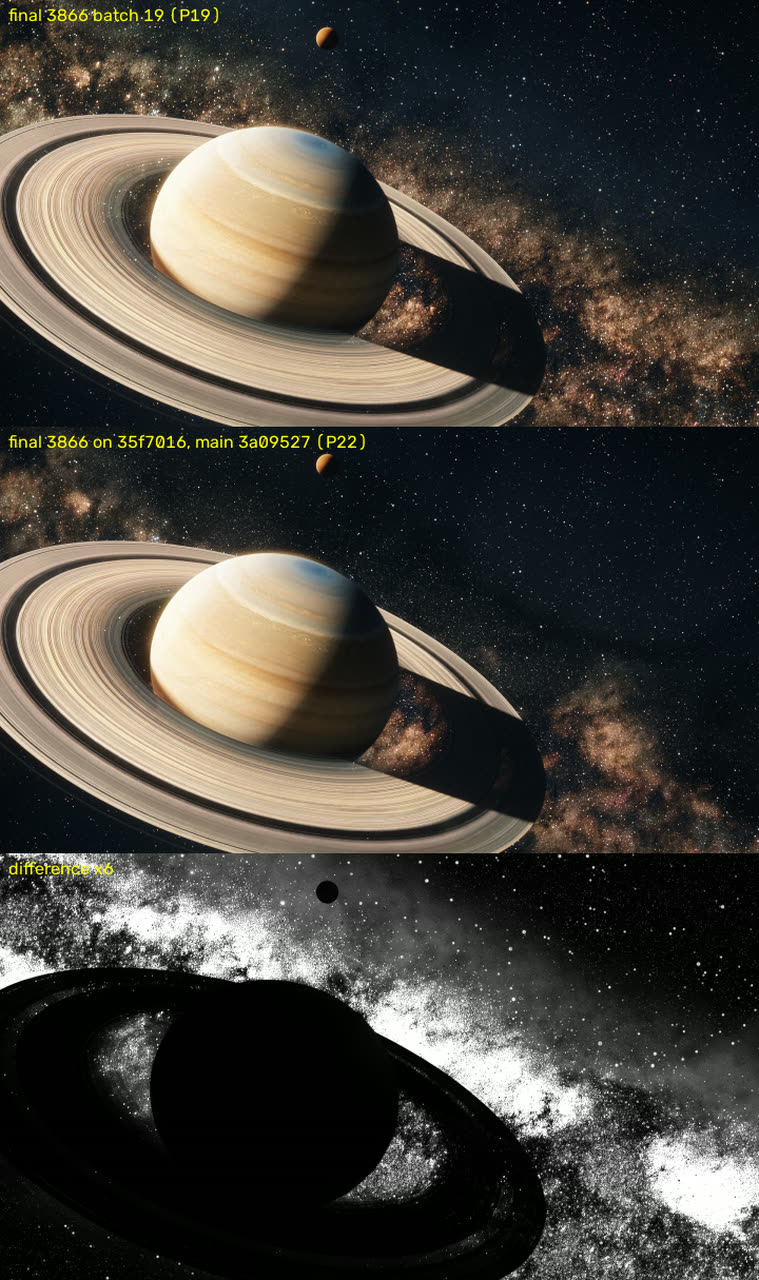 final 3866 batch 19 (P19)
final 3866 on 35f7016, main 3a09527 (P22)
difference x6